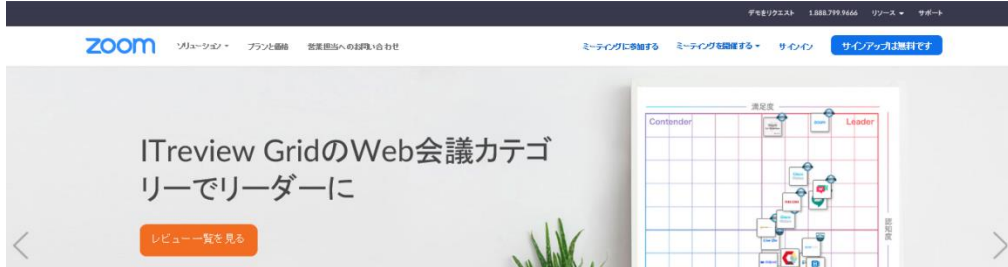 デモをリクエスト 1.888.799.9666 リソース サポート
zoom ソリューション プランと価格 営業担当へのお問い合わせ ミーティングに参加する ミーティングを開催する サインイン サインアップは無料です
満足度
Contender Leader
ITreview GridのWeb会議カテゴ
リーでリーダーに
認知度
レビュー一覧を見る